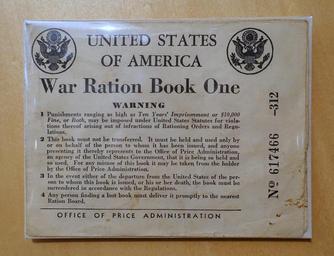 UNITED STATES
OF AMERICA
War Ration Book One
WARNING
1 Punishments ranging as high as Ten Years' Imprisonment or $10,000
Fine, or Both, may be imposed under United States Statutes for viola-
tions thereof arising out of infractions of Rationing Orders and Regu-
lations.
2 This book must not be transferred. It must be held and used only by
or on behalf of the person to whom it has been issued, and anyone
presenting it thereby represents to the Office of Price Administration,
an agency of the United States Government, that it is being so held and
so used. For any misuse of this book it may be taken from the holder
by the Office of Price Administration.
3 In the event either of the departure from the United States of the per-
son to whom this book is issued, or his or her death, the book must be
surrendered in accordance with the Regulations.
4 Any person finding a lost book must deliver it promptly to the nearest
Ration Board.
OFFICE OF PRICE ADMINISTRATION
Nº 617466 -312